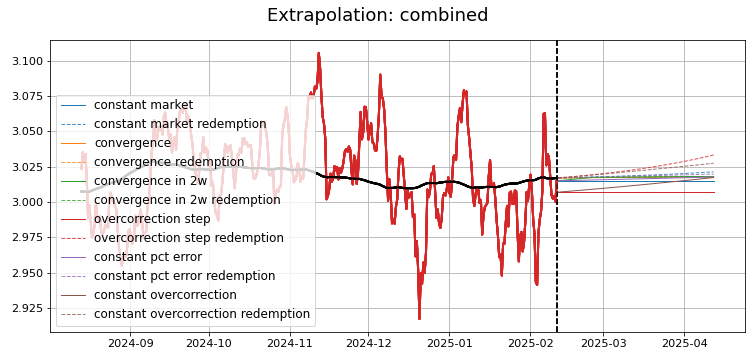 Extrapolation: combined
3.100
3.075
3.050
3.025
3.000
2.975
2.950
2.925
constant market
constant market redemption
convergence
convergence redemption
convergence in 2w
convergence in 2w redemption
overcorrection step
overcorrection step redemption
constant pct error
constant pct error redemption
constant overcorrection
constant overcorrection redemption
2024-09 2024-10 2024-11 2024-12 2025-01 2025-02 2025-03 2025-04